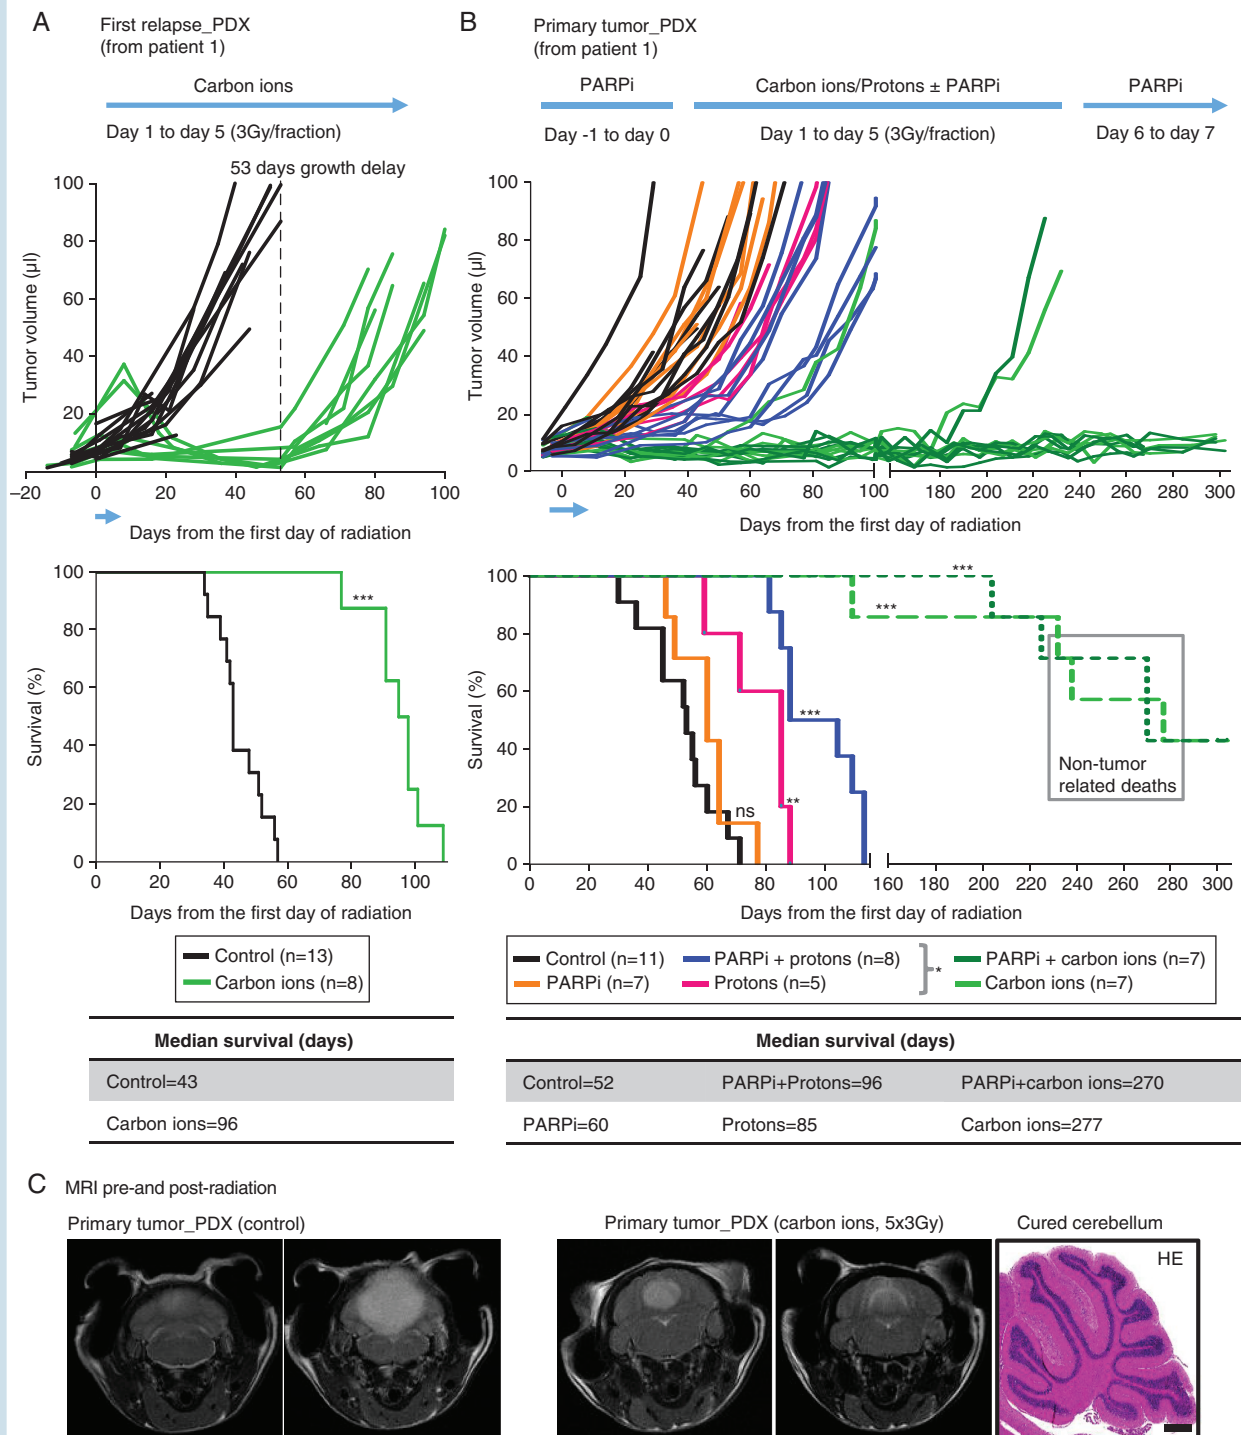 A
First relapse_PDX
(from patient 1)
Carbon ions
Day 1 to day 5 (3Gy/fraction)
53 days growth delay
Tumor volume (µl)
100
80
60
40
20
0
–20 0 20 40 60 80 100
Days from the first day of radiation
Survival (%)
100
80
60
40
20
0
***
0 20 40 60 80 100
Days from the first day of radiation
Control (n=13)
Carbon ions (n=8)
Median survival (days)
Control=43
Carbon ions=96
B
Primary tumor_PDX
(from patient 1)
PARPi
Carbon ions/Protons ± PARPi
PARPi
Day -1 to day 0
Day 1 to day 5 (3Gy/fraction)
Day 6 to day 7
Tumor volume (µl)
100
80
60
40
20
0
0 20 40 60 80 100 180 200 220 240 260 280 300
Days from the first day of radiation
Survival (%)
100
80
60
40
20
0
***
***
***
**
ns
Non-tumor
related deaths
0 20 40 60 80 100 160 180 200 220 240 260 280 300
Days from the first day of radiation
Control (n=11) PARPi + protons (n=8) * PARPi + carbon ions (n=7)
PARPi (n=7) Protons (n=5) Carbon ions (n=7)
Median survival (days)
Control=52 PARPi+Protons=96 PARPi+carbon ions=270
PARPi=60 Protons=85 Carbon ions=277
C
MRI pre-and post-radiation
Primary tumor_PDX (control)
Primary tumor_PDX (carbon ions, 5x3Gy)
Cured cerebellum
HE